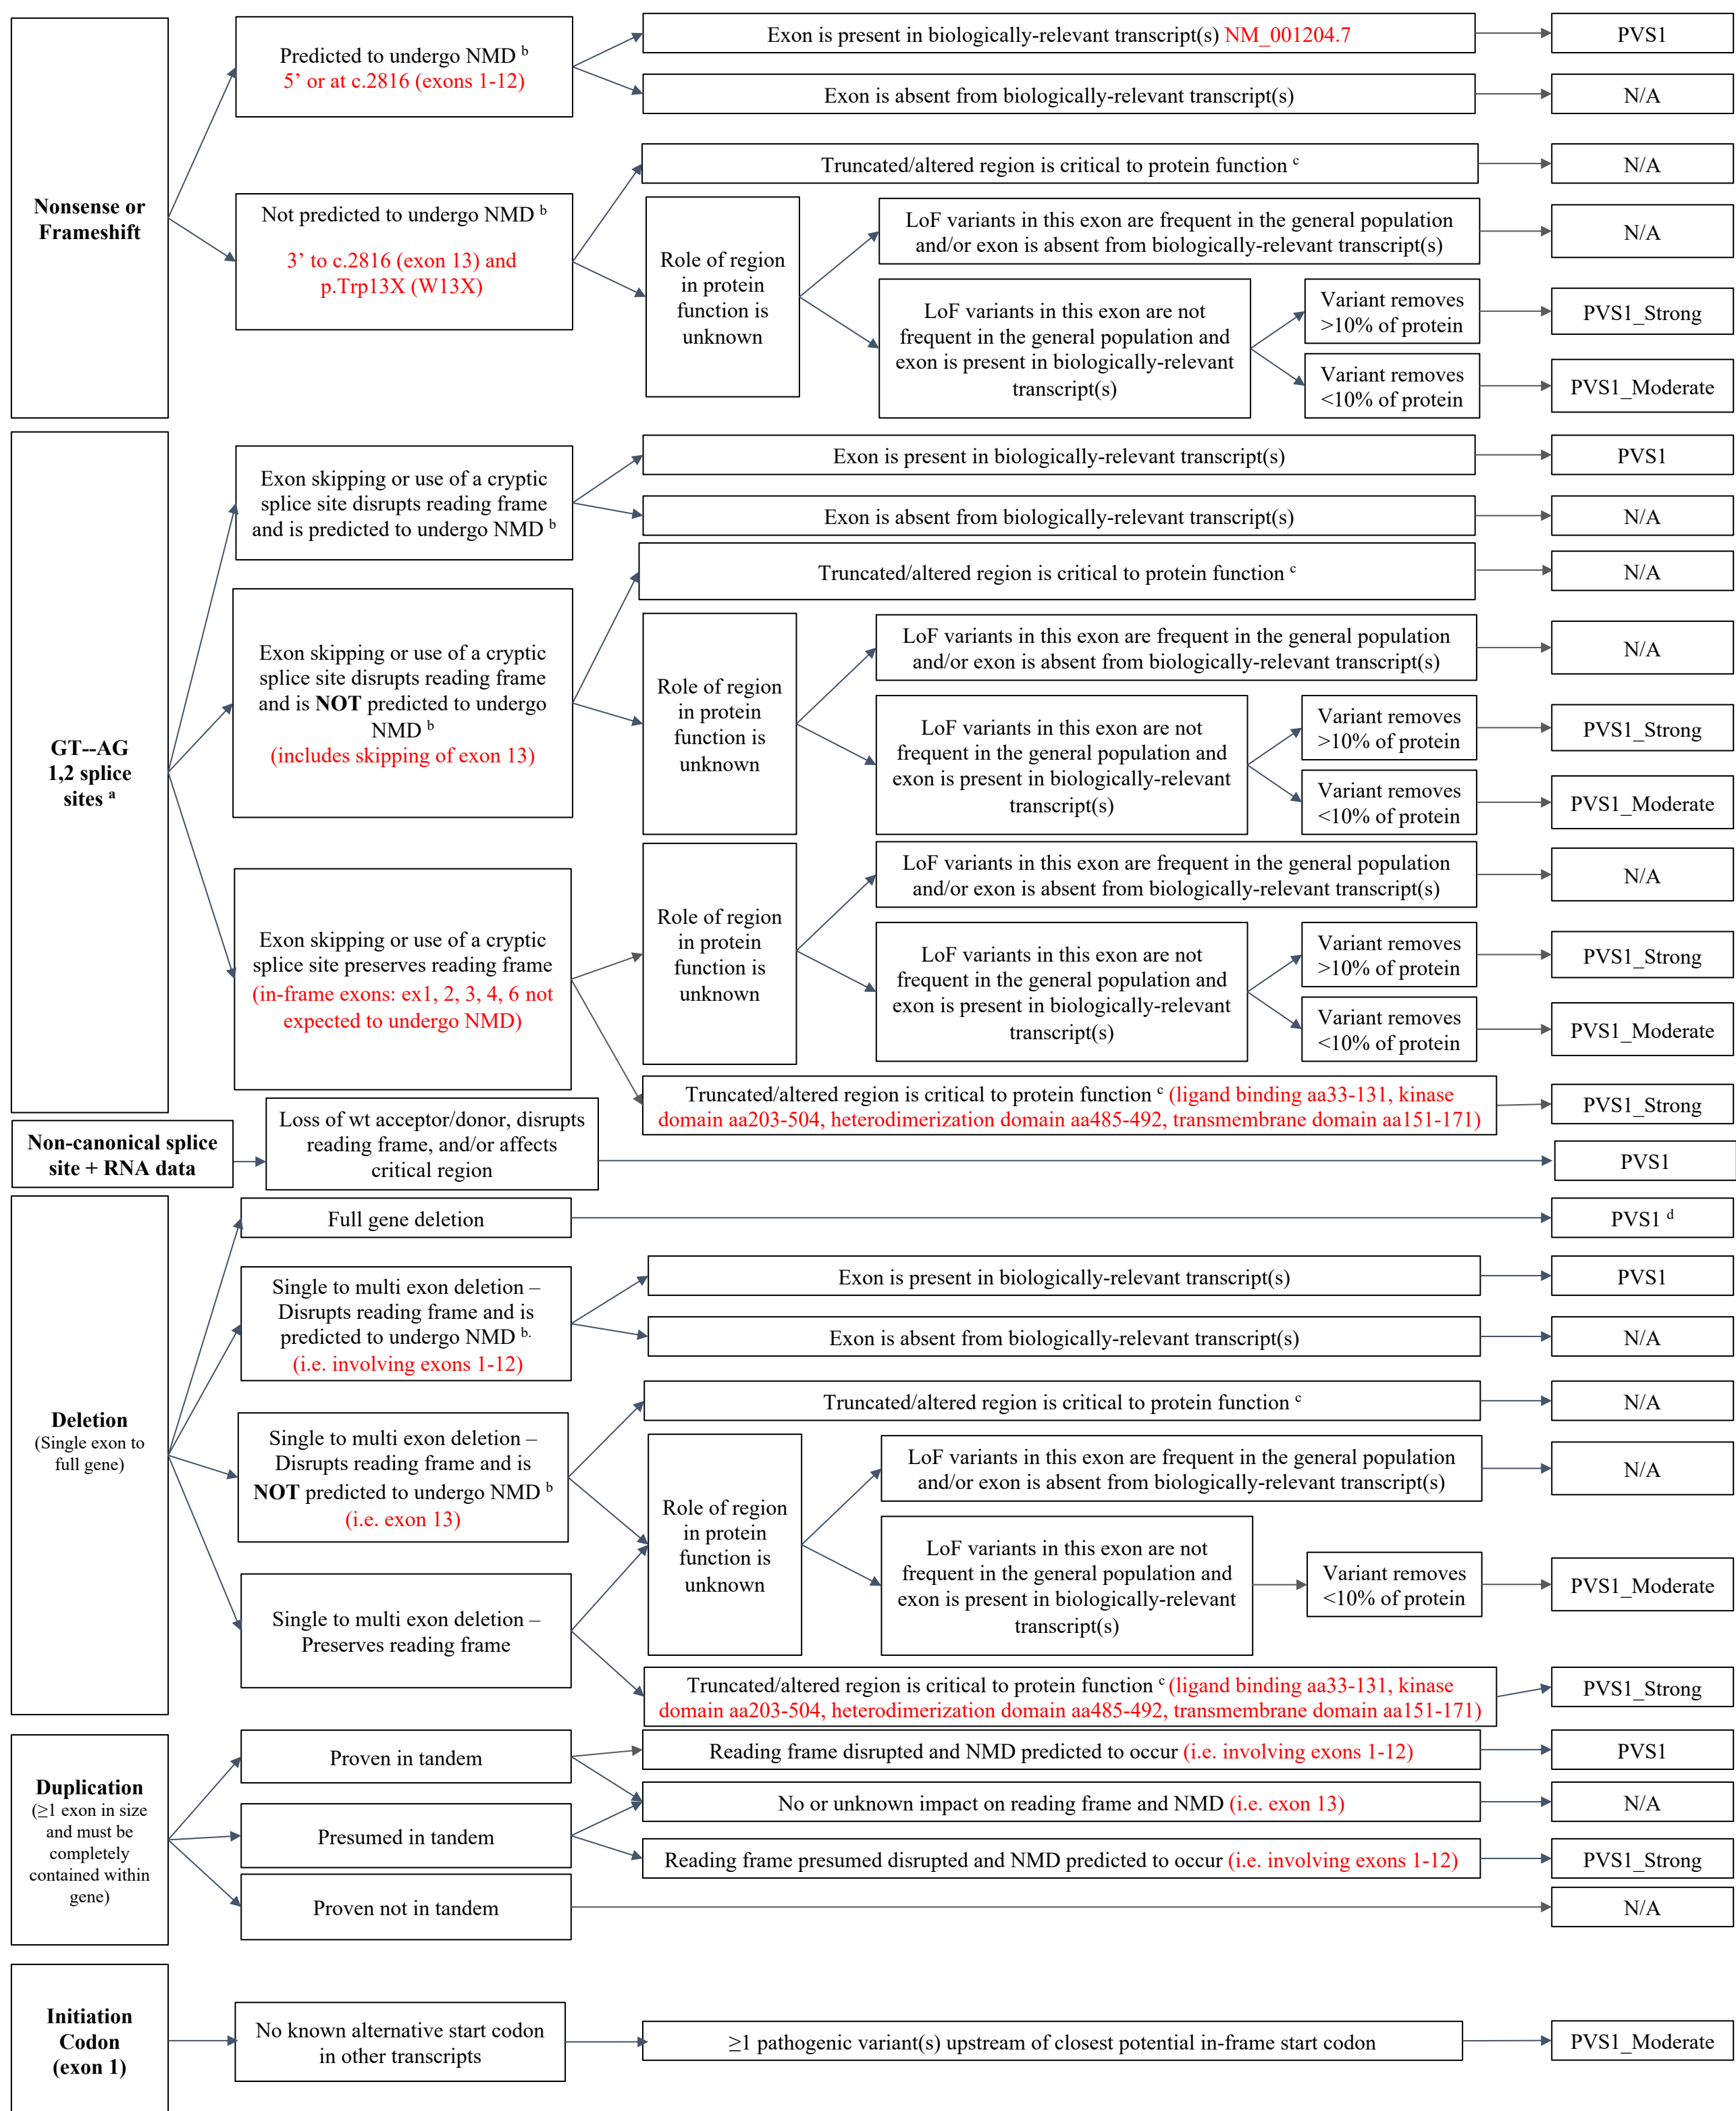 Nonsense or
Frameshift
Predicted to undergo NMD b
5’ or at c.2816 (exons 1-12)
Exon is present in biologically-relevant transcript(s) NM_001204.7
PVS1
Exon is absent from biologically-relevant transcript(s)
N/A
Not predicted to undergo NMD b
3’ to c.2816 (exon 13) and
p.Trp13X (W13X)
Truncated/altered region is critical to protein function c
N/A
Role of region
in protein
function is
unknown
LoF variants in this exon are frequent in the general population
and/or exon is absent from biologically-relevant transcript(s)
N/A
LoF variants in this exon are not
frequent in the general population and
exon is present in biologically-relevant
transcript(s)
Variant removes
>10% of protein
PVS1_Strong
Variant removes
<10% of protein
PVS1_Moderate
GT--AG
1,2 splice
sites a
Exon skipping or use of a cryptic
splice site disrupts reading frame
and is predicted to undergo NMD b
Exon is present in biologically-relevant transcript(s)
PVS1
Exon is absent from biologically-relevant transcript(s)
N/A
Exon skipping or use of a cryptic
splice site disrupts reading frame
and is NOT predicted to undergo
NMD b
(includes skipping of exon 13)
Truncated/altered region is critical to protein function c
N/A
Role of region
in protein
function is
unknown
LoF variants in this exon are frequent in the general population
and/or exon is absent from biologically-relevant transcript(s)
N/A
LoF variants in this exon are not
frequent in the general population and
exon is present in biologically-relevant
transcript(s)
Variant removes
>10% of protein
PVS1_Strong
Variant removes
<10% of protein
PVS1_Moderate
Exon skipping or use of a cryptic
splice site preserves reading frame
(in-frame exons: ex1, 2, 3, 4, 6 not
expected to undergo NMD)
Role of region
in protein
function is
unknown
LoF variants in this exon are frequent in the general population
and/or exon is absent from biologically-relevant transcript(s)
N/A
LoF variants in this exon are not
frequent in the general population and
exon is present in biologically-relevant
transcript(s)
Variant removes
>10% of protein
PVS1_Strong
Variant removes
<10% of protein
PVS1_Moderate
Truncated/altered region is critical to protein function c (ligand binding aa33-131, kinase
domain aa203-504, heterodimerization domain aa485-492, transmembrane domain aa151-171)
PVS1_Strong
Non-canonical splice
site + RNA data
Loss of wt acceptor/donor, disrupts
reading frame, and/or affects
critical region
PVS1
Deletion
(Single exon to
full gene)
Full gene deletion
PVS1 d
Single to multi exon deletion –
Disrupts reading frame and is
predicted to undergo NMD b.
(i.e. involving exons 1-12)
Exon is present in biologically-relevant transcript(s)
PVS1
Exon is absent from biologically-relevant transcript(s)
N/A
Single to multi exon deletion –
Disrupts reading frame and is
NOT predicted to undergo NMD b
(i.e. exon 13)
Truncated/altered region is critical to protein function c
N/A
Role of region
in protein
function is
unknown
LoF variants in this exon are frequent in the general population
and/or exon is absent from biologically-relevant transcript(s)
N/A
LoF variants in this exon are not
frequent in the general population and
exon is present in biologically-relevant
transcript(s)
Variant removes
<10% of protein
PVS1_Moderate
Single to multi exon deletion –
Preserves reading frame
Truncated/altered region is critical to protein function c (ligand binding aa33-131, kinase
domain aa203-504, heterodimerization domain aa485-492, transmembrane domain aa151-171)
PVS1_Strong
Duplication
(≥1 exon in size
and must be
completely
contained within
gene)
Proven in tandem
Reading frame disrupted and NMD predicted to occur (i.e. involving exons 1-12)
PVS1
No or unknown impact on reading frame and NMD (i.e. exon 13)
N/A
Presumed in tandem
Reading frame presumed disrupted and NMD predicted to occur (i.e. involving exons 1-12)
PVS1_Strong
Proven not in tandem
N/A
Initiation
Codon
(exon 1)
No known alternative start codon
in other transcripts
≥1 pathogenic variant(s) upstream of closest potential in-frame start codon
PVS1_Moderate